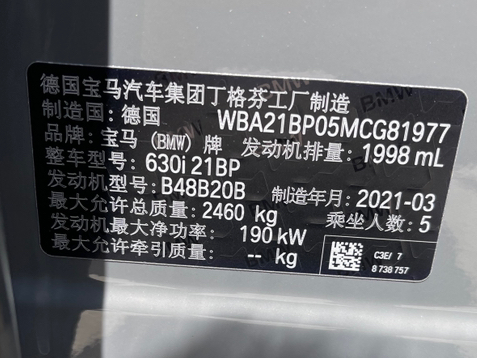 德国宝马汽车集团丁格芬工厂制造
制造国：德国 WBA21BP05MCG81977
品牌：宝马 (BMW) 牌 发动机排量：1998 mL
整车型号：630i 21BP
发动机型号：B48B20B 制造年月：2021-03
最大允许总质量：2460 kg 乘坐人数：5
发动机最大净功率：190 kW
最大允许牵引质量：-- kg
C3E/ 7
8 738 757